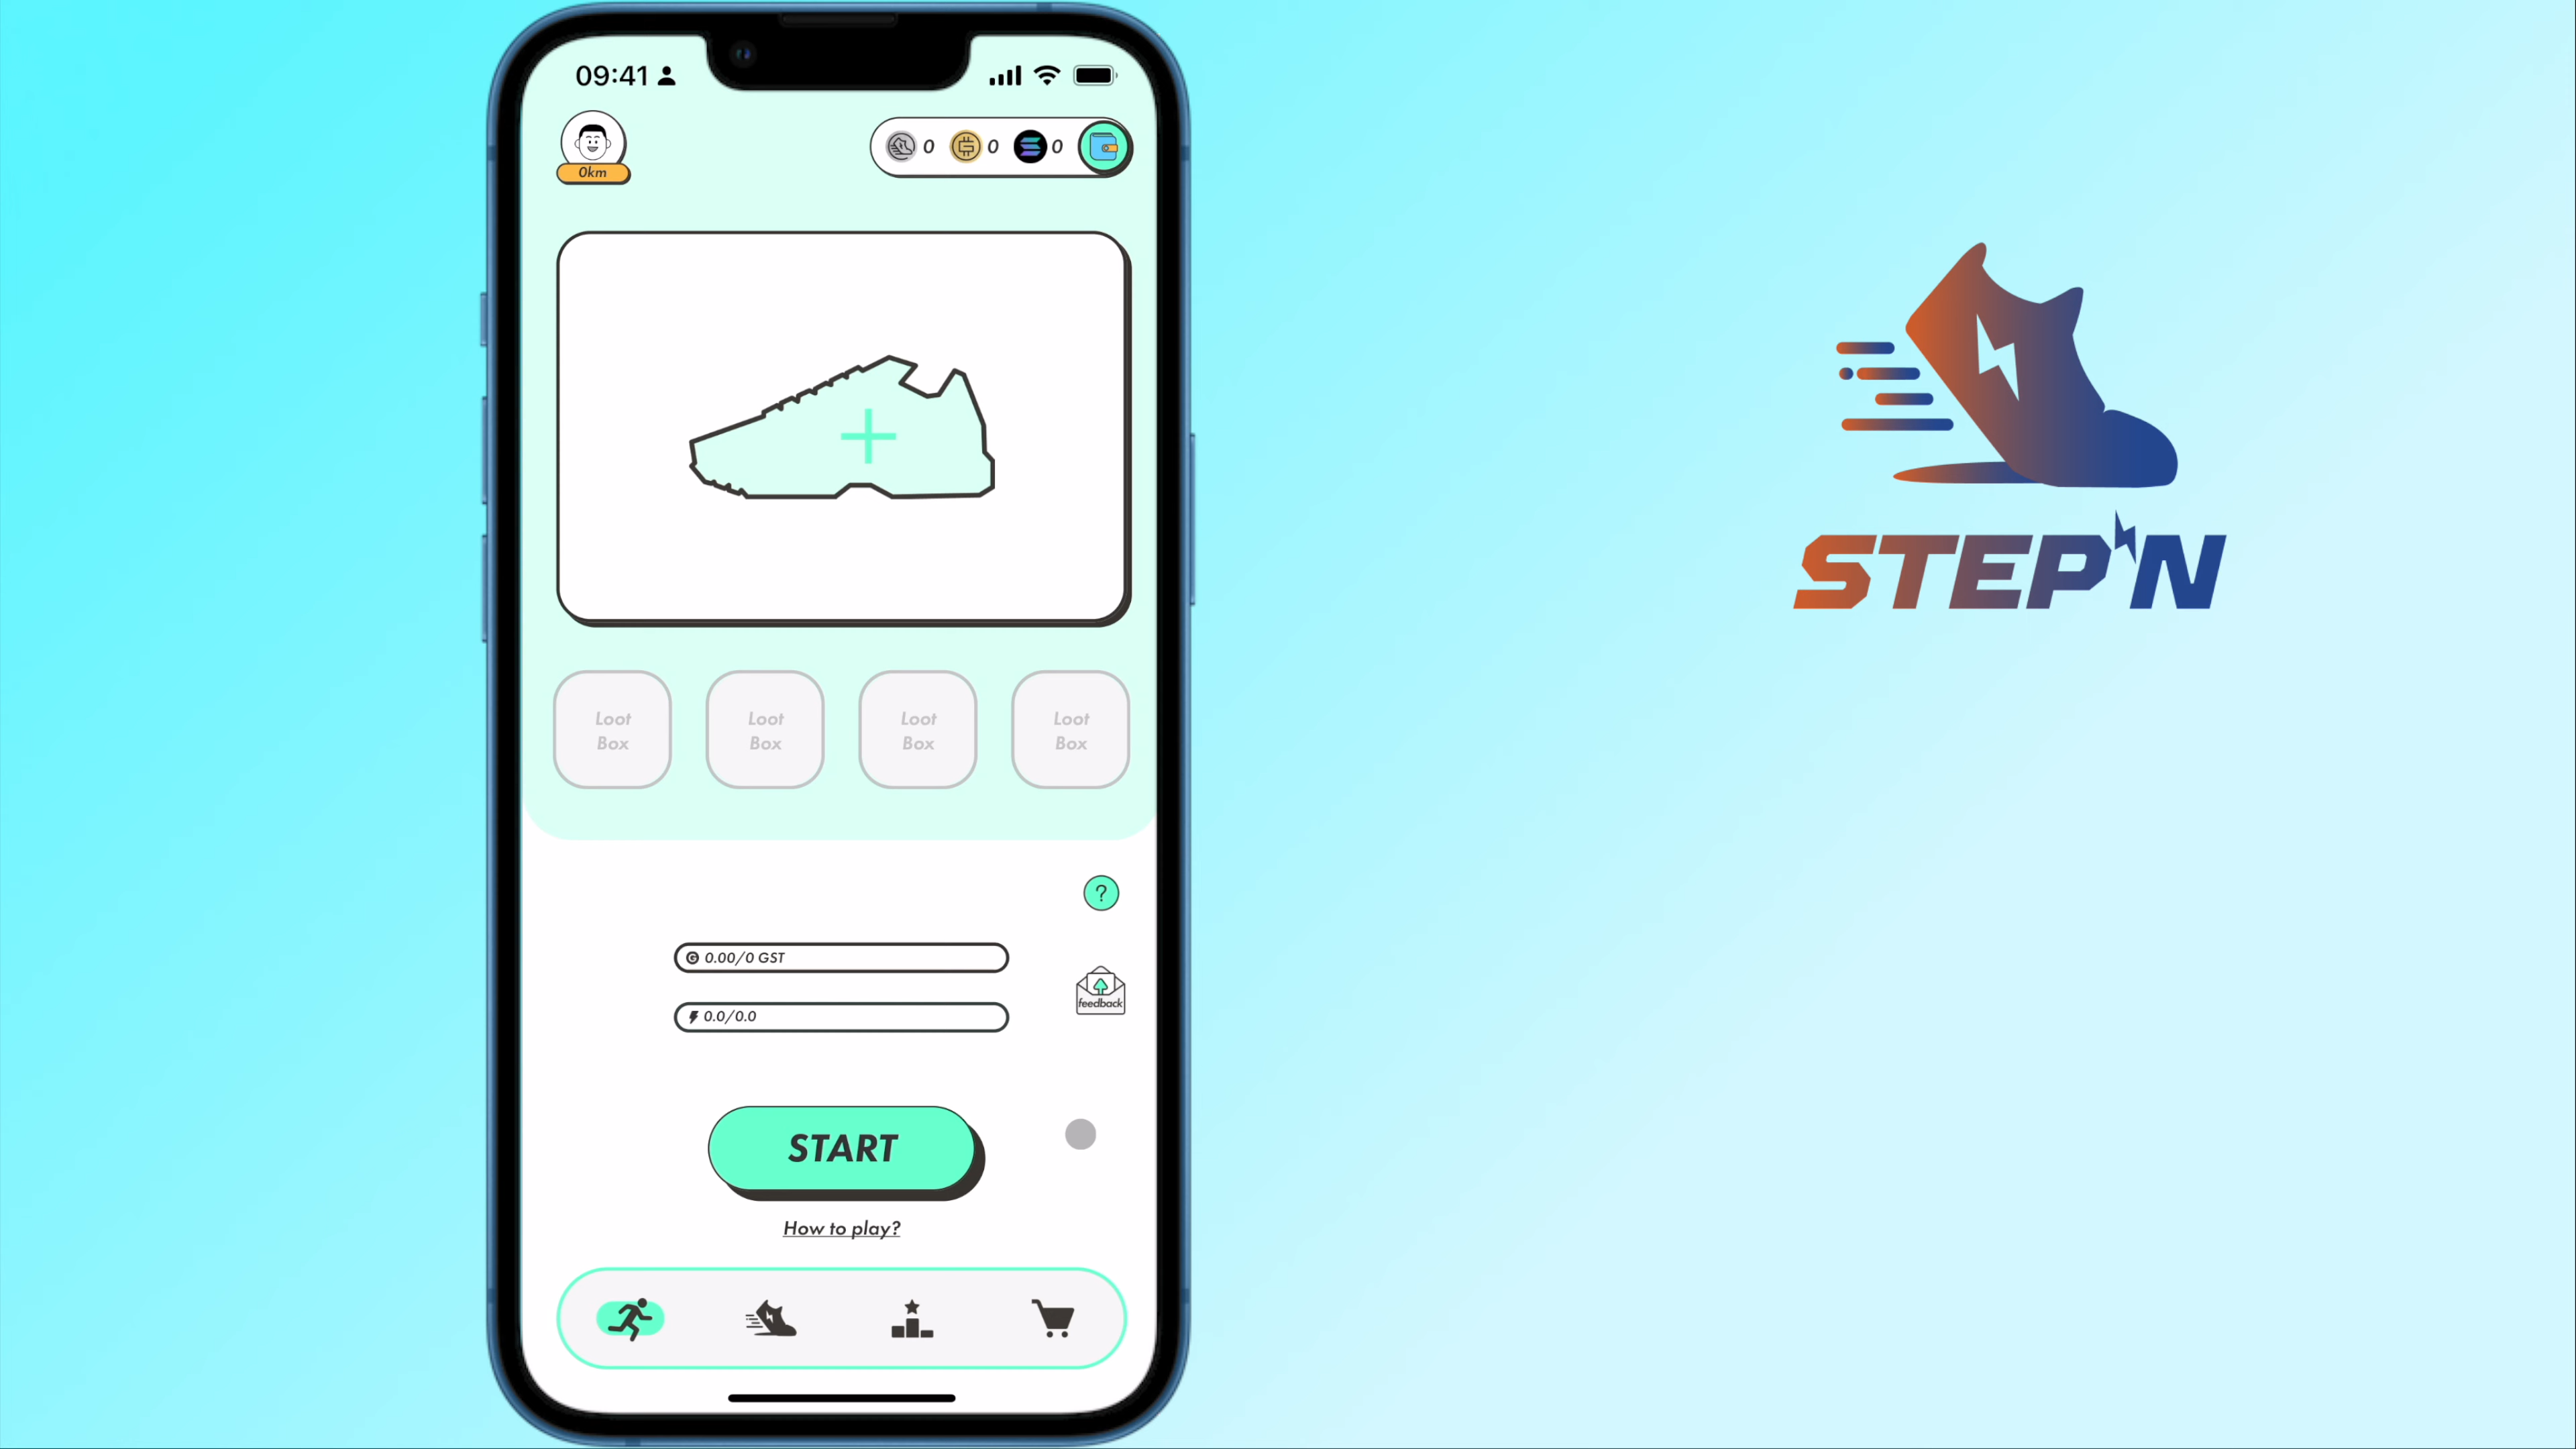 09:41
0 0 0
0km
Loot Box
Loot Box
Loot Box
Loot Box
?
0.00/0 GST
feedback
0.0/0.0
START
How to play?
STEP'N